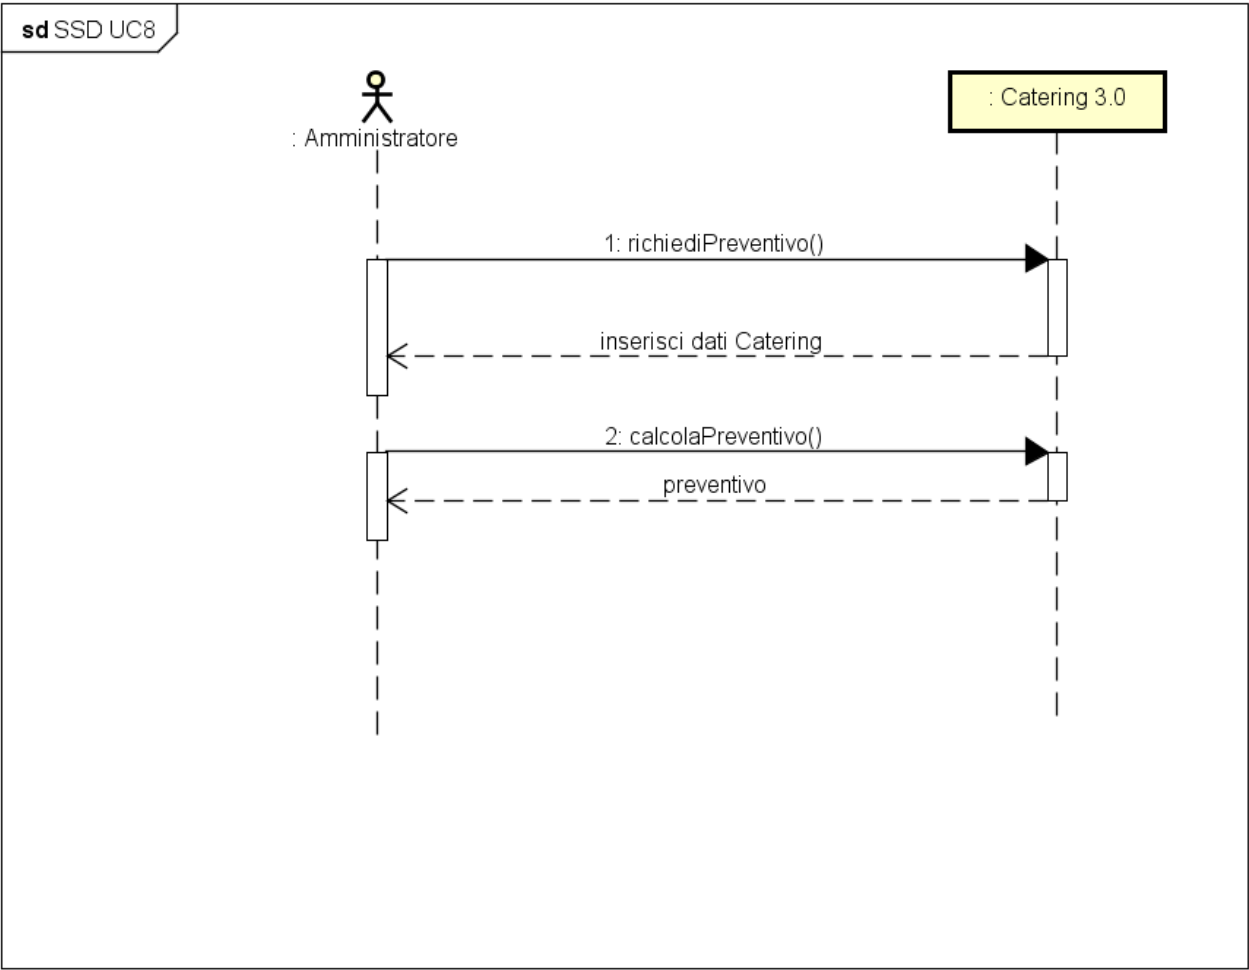 sd SSD UC8
: Amministratore
: Catering 3.0
1: richiediPreventivo()
inserisci dati Catering
2: calcolaPreventivo()
preventivo